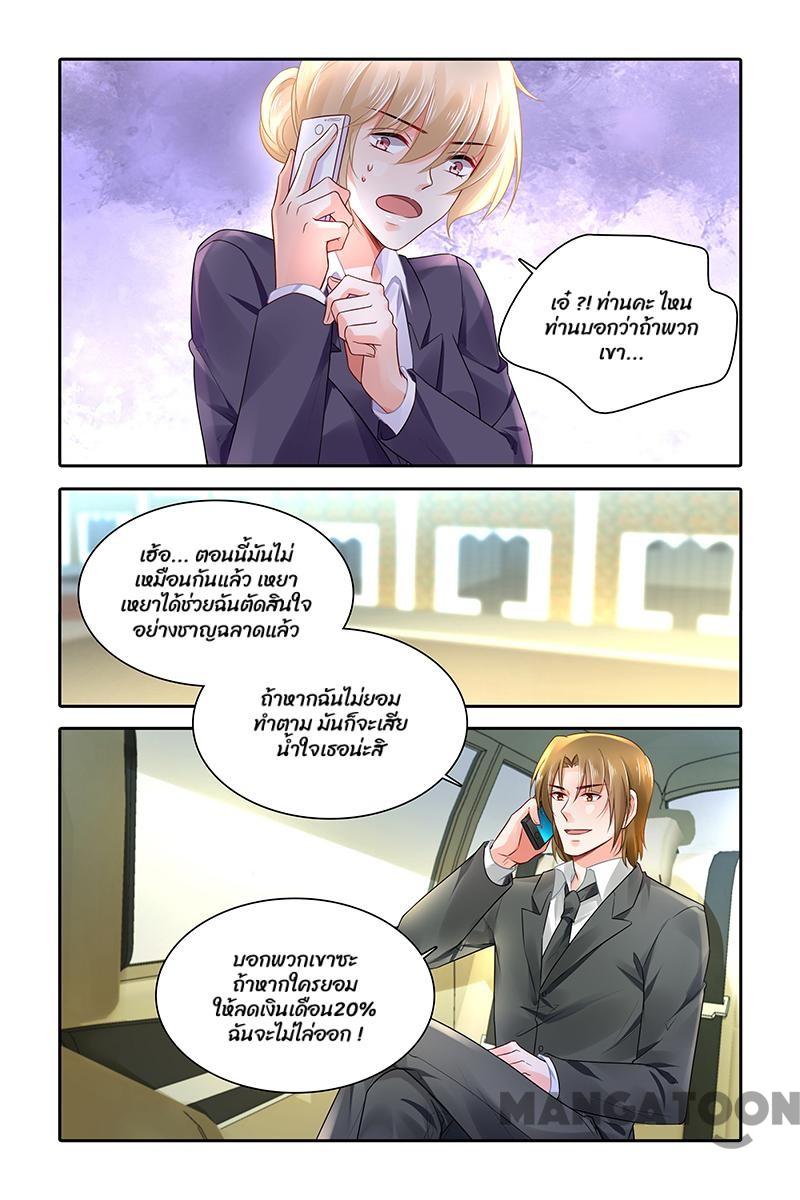 เอ๋ ?! ท่านคะ ไหน
ท่านบอกว่าถ้าพวก
เขา...
เฮ้อ... ตอนนี้มันไม่
เหมือนกันแล้ว เหยา
เหยาได้ช่วยฉันตัดสินใจ
อย่างชาญฉลาดแล้ว
ถ้าหากฉันไม่ยอม
ทำตาม มันก็จะเสีย
น้ำใจเธอน่ะสิ
บอกพวกเขาซะ
ถ้าหากใครยอม
ให้ลดเงินเดือน20%
ฉันจะไม่ไล่ออก !
MANGATOON